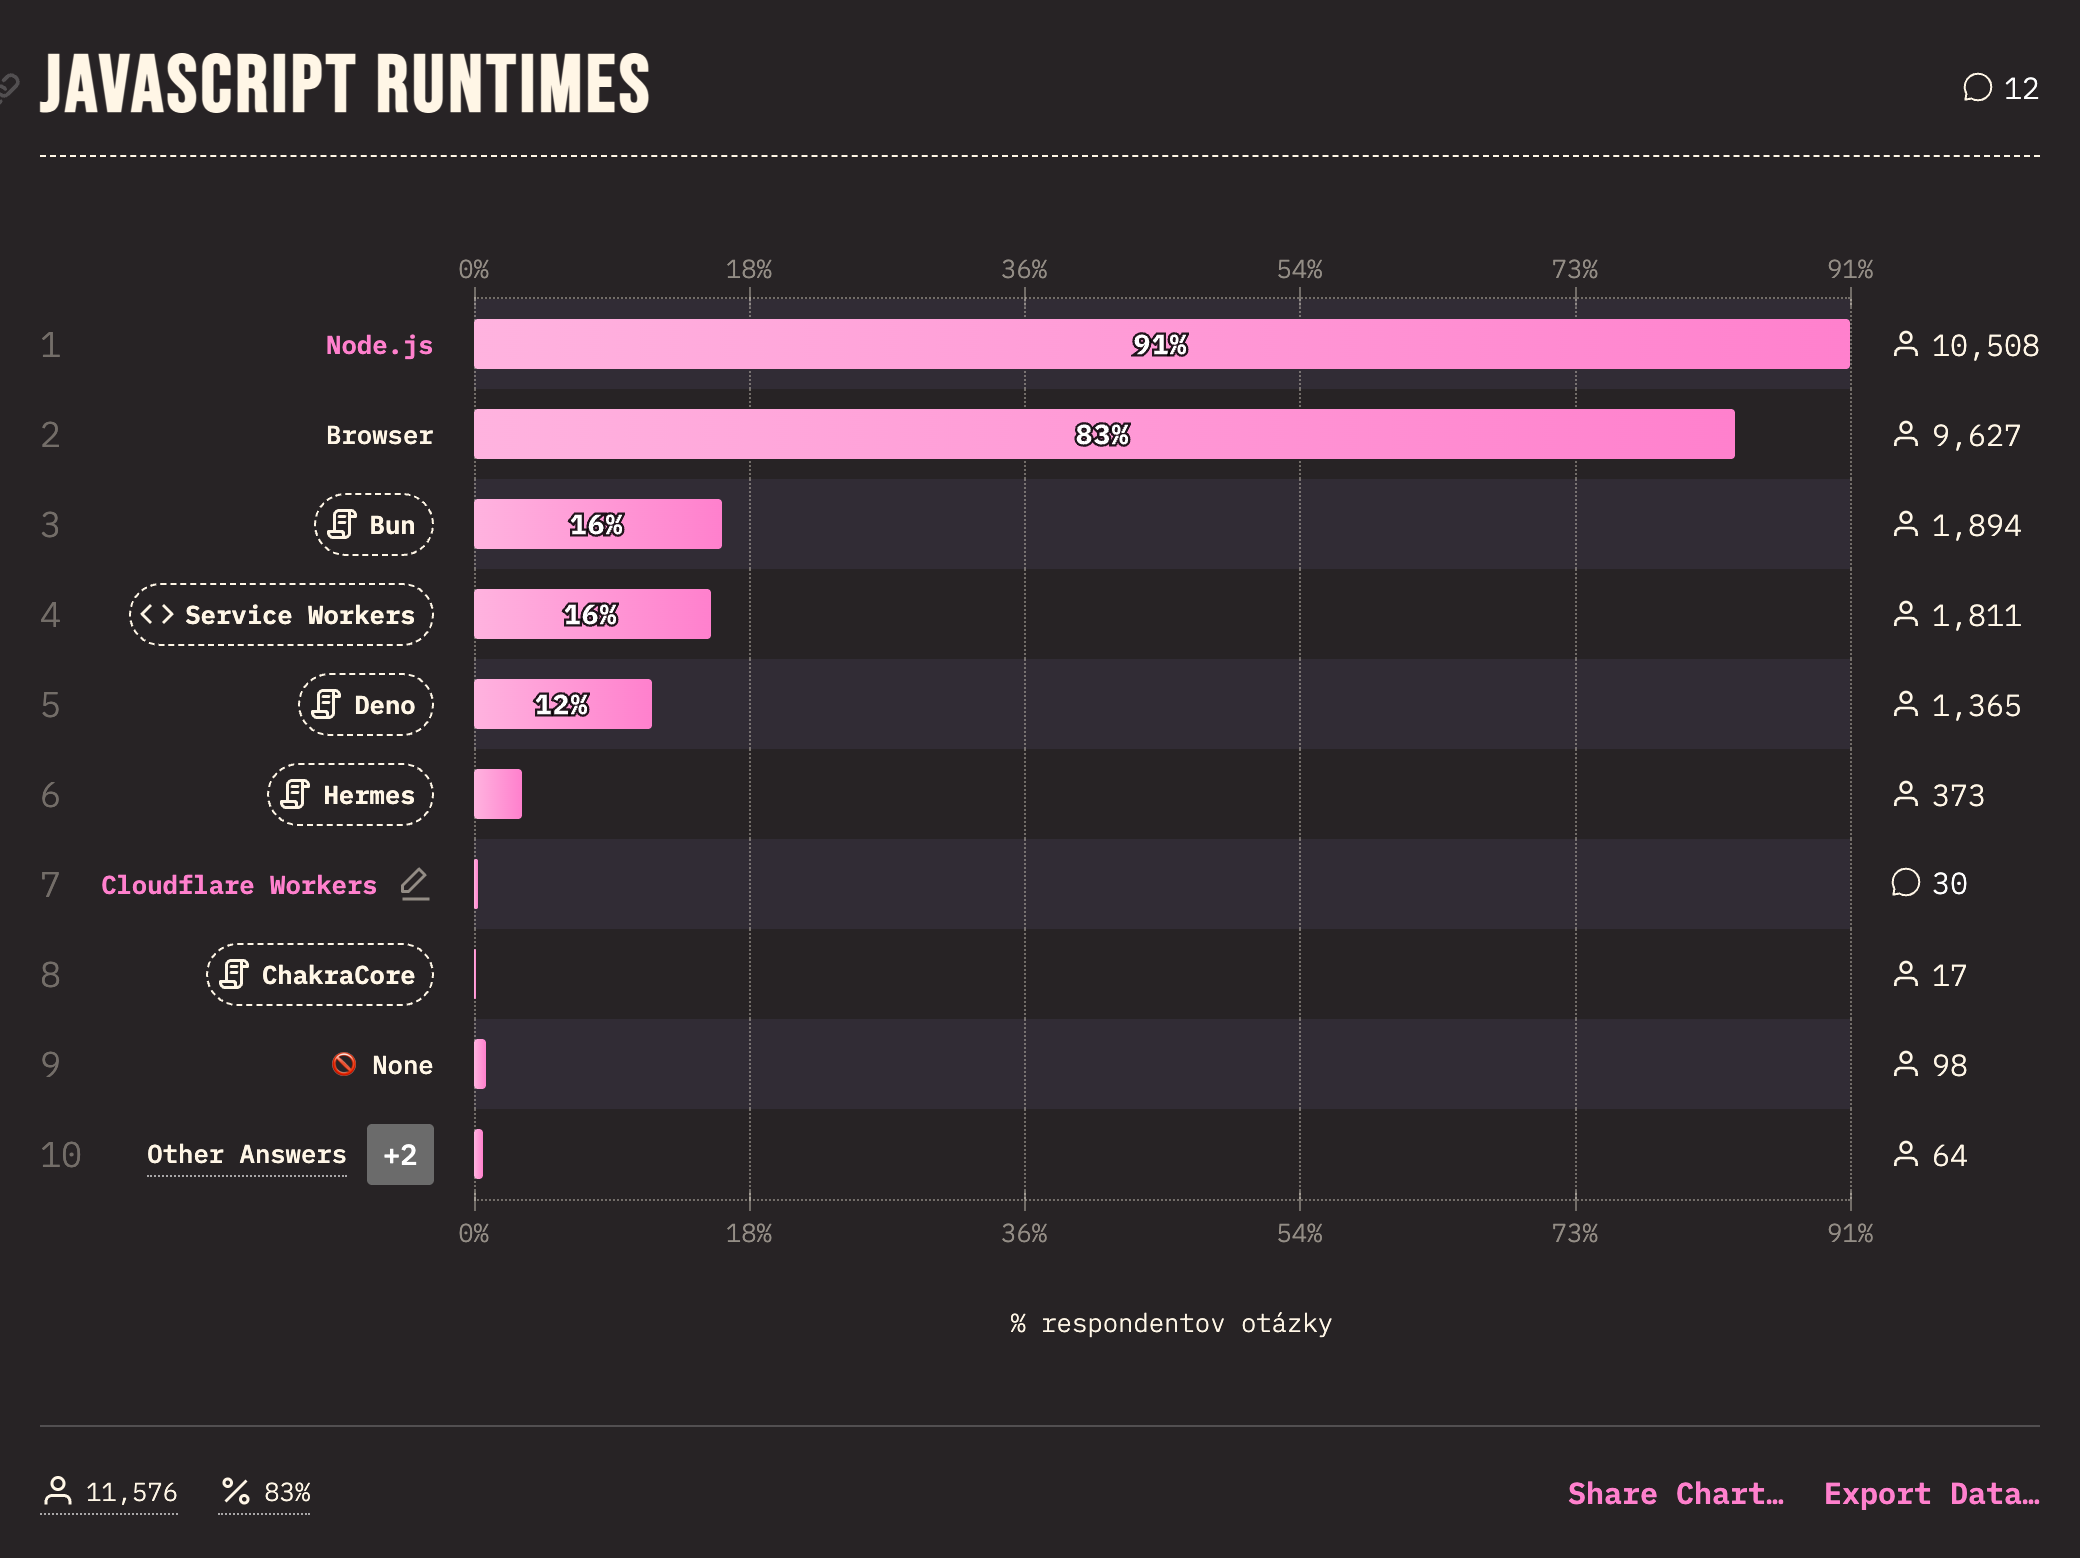 JAVASCRIPT RUNTIMES
12
0% 18% 36% 54% 73% 91%
1 Node.js 91% 10,508
2 Browser 83% 9,627
3 Bun 16% 1,894
4 Service Workers 16% 1,811
5 Deno 12% 1,365
6 Hermes 373
7 Cloudflare Workers 30
8 ChakraCore 17
9 None 98
10 Other Answers +2 64
0% 18% 36% 54% 73% 91%
% respondentov otázky
11,576 83% Share Chart… Export Data…